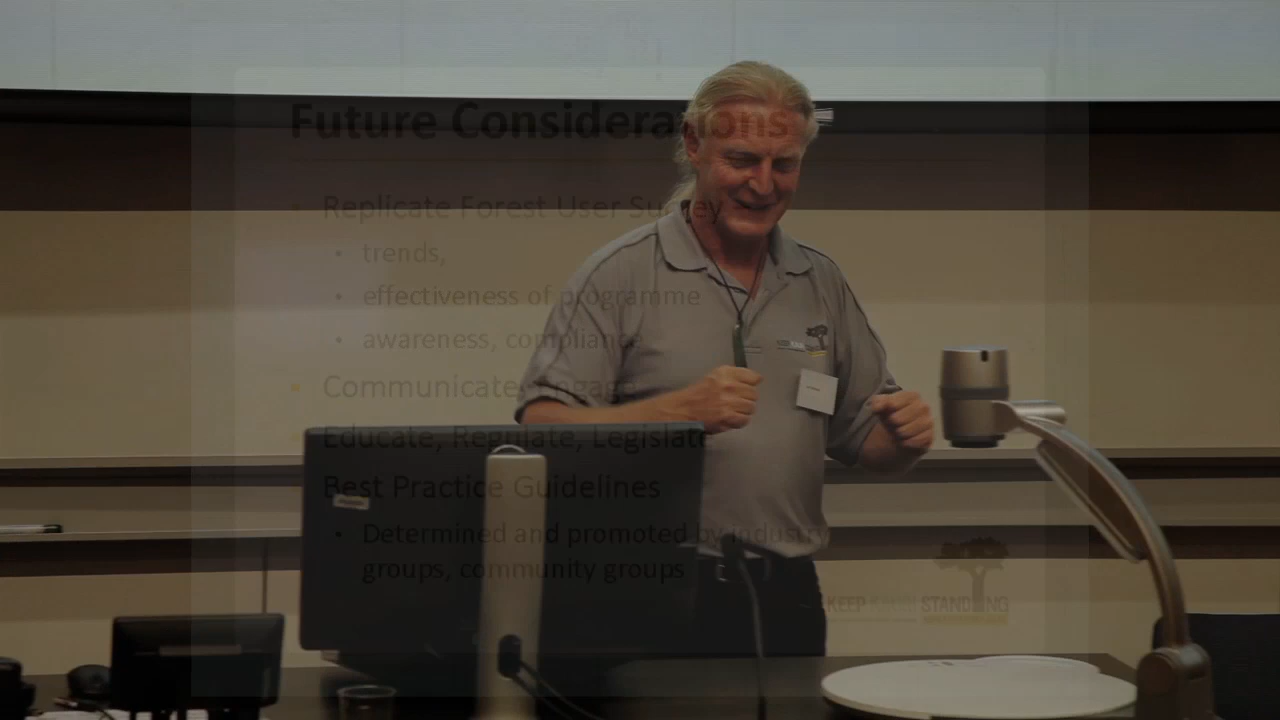 Future Considerations
Replicate Forest User Survey
trends,
effectiveness of programme
awareness, compliance
Communicate, Engage
Educate, Regulate, Legislate
Best Practice Guidelines
Determined and promoted by industry
groups, community groups
KEEP KAURI STANDING